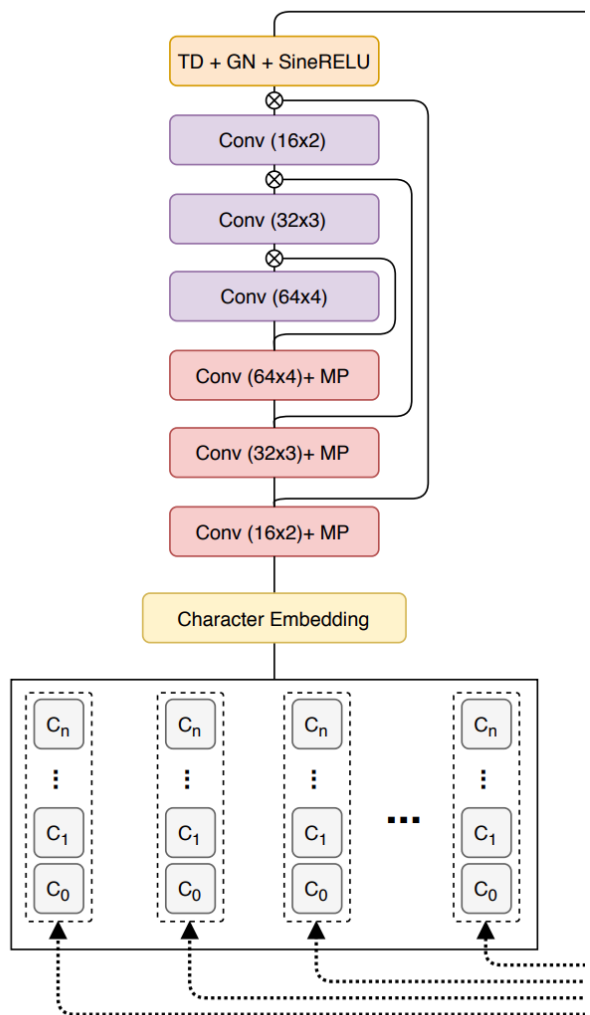 TD + GN + SineRELU
Conv (16x2)
Conv (32x3)
Conv (64x4)
Conv (64x4)+ MP
Conv (32x3)+ MP
Conv (16x2)+ MP
Character Embedding
Cn Cn Cn Cn
⋮ ⋮ ⋮ ⋮
C1 C1 C1 ... C1
C0 C0 C0 C0